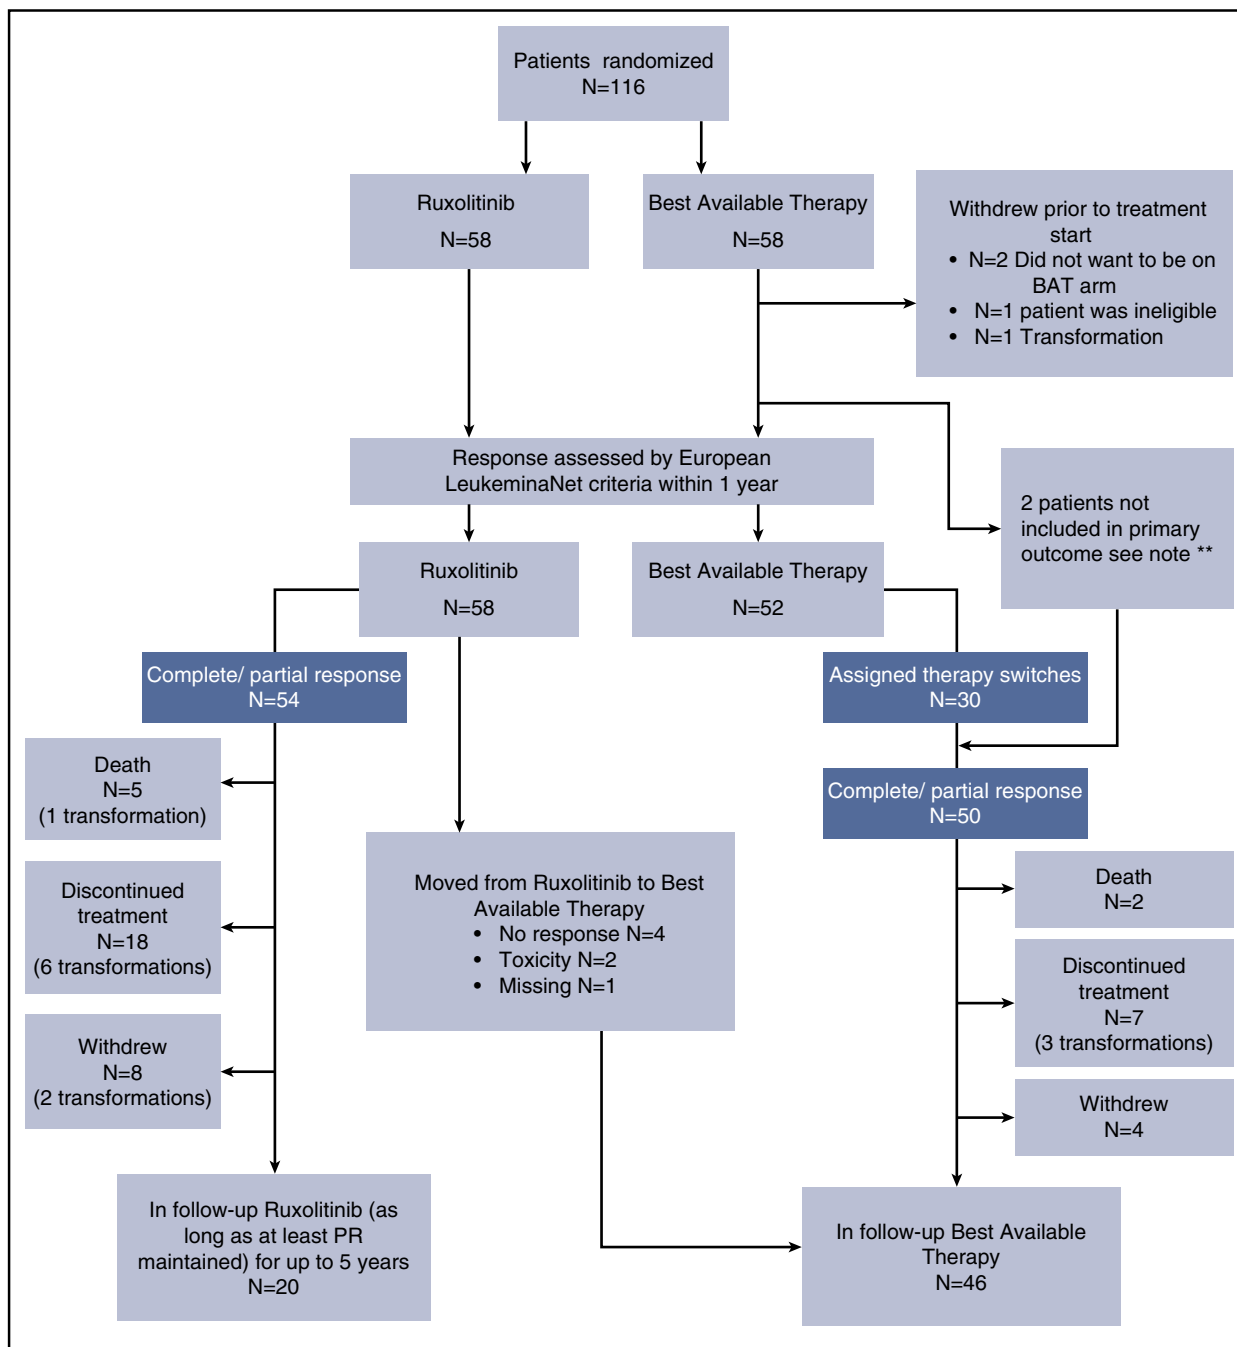 Patients randomized
N=116
Ruxolitinib
N=58
Best Available Therapy
N=58
Withdrew prior to treatment
start
• N=2 Did not want to be on
BAT arm
• N=1 patient was ineligible
• N=1 Transformation
Response assessed by European
LeukeminaNet criteria within 1 year
2 patients not
included in primary
outcome see note **
Ruxolitinib
N=58
Best Available Therapy
N=52
Complete/ partial response
N=54
Assigned therapy switches
N=30
Death
N=5
(1 transformation)
Complete/ partial response
N=50
Discontinued
treatment
N=18
(6 transformations)
Moved from Ruxolitinib to Best
Available Therapy
• No response N=4
• Toxicity N=2
• Missing N=1
Death
N=2
Discontinued
treatment
N=7
(3 transformations)
Withdrew
N=8
(2 transformations)
Withdrew
N=4
In follow-up Ruxolitinib (as
long as at least PR
maintained) for up to 5 years
N=20
In follow-up Best Available
Therapy
N=46